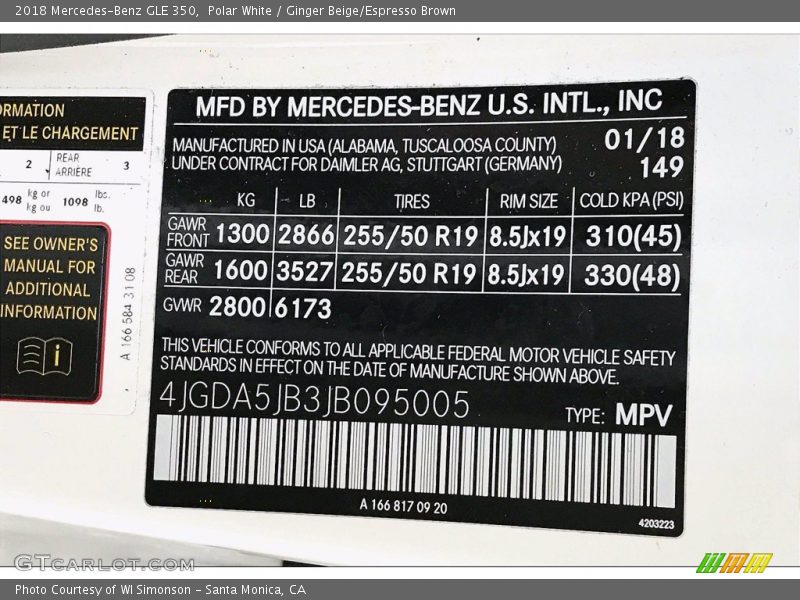 2018 Mercedes-Benz GLE 350, Polar White / Ginger Beige/Espresso Brown
ORMATION
ET LE CHARGEMENT
2 REAR ARRIÈRE 3
498 kg or kg ou 1098 lbs. lb.
SEE OWNER'S
MANUAL FOR
ADDITIONAL
INFORMATION
i
A 166 584 31 08
MFD BY MERCEDES-BENZ U.S. INTL., INC
MANUFACTURED IN USA (ALABAMA, TUSCALOOSA COUNTY) 01/18
UNDER CONTRACT FOR DAIMLER AG, STUTTGART (GERMANY) 149
KG LB TIRES RIM SIZE COLD KPA (PSI)
GAWR FRONT 1300 2866 255/50 R19 8.5Jx19 310(45)
GAWR REAR 1600 3527 255/50 R19 8.5Jx19 330(48)
GWR 2800 6173
THIS VEHICLE CONFORMS TO ALL APPLICABLE FEDERAL MOTOR VEHICLE SAFETY
STANDARDS IN EFFECT ON THE DATE OF MANUFACTURE SHOWN ABOVE.
4JGDA5JB3JB095005
TYPE: MPV
A 166 817 09 20
4203223
GTCARLOT.COM
Photo Courtesy of WI Simonson - Santa Monica, CA